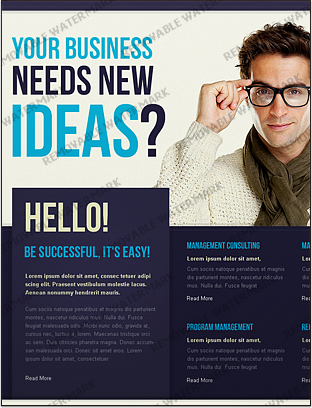 YOUR BUSINESS
NEEDS NEW
IDEAS?
HELLO!
BE SUCCESSFUL, IT'S EASY!
Lorem ipsum dolor sit amet, consec tetuer adipi
scing elit. Praesent vestibulum molestie lacus.
Aenean nonummy hendrerit mauris.
Cum sociis natoque penatibus et magnis dis parturient
montes, nascetur ridiculus mus. Nulla dui. Fusce
feugiat malesuada odio. Morbi nunc odio, gravida at,
cursus nec, luctus a, lorem. Maecenas tristique orci
ac sem. Duis ultricies pharetra magna. Donec accum-
san malesuada orci. Donec sit amet eros. Lorem
ipsum dolor sit amet, consectetuer
Read More
MANAGEMENT CONSULTING
Lorem ipsum dolor sit amet,
Cum sociis natoque penatibus et magnis
dis parturient montes, nascetur ridiculus
mus. Nulla dui. Fusce feugiat
Read More
PROGRAM MANAGEMENT
Lorem ipsum dolor sit amet,
Cum sociis natoque penatibus et magnis
dis parturient montes, nascetur ridiculus
mus. Nulla dui. Fusce feugiat
Read More
REMOVABLE WATERMARK